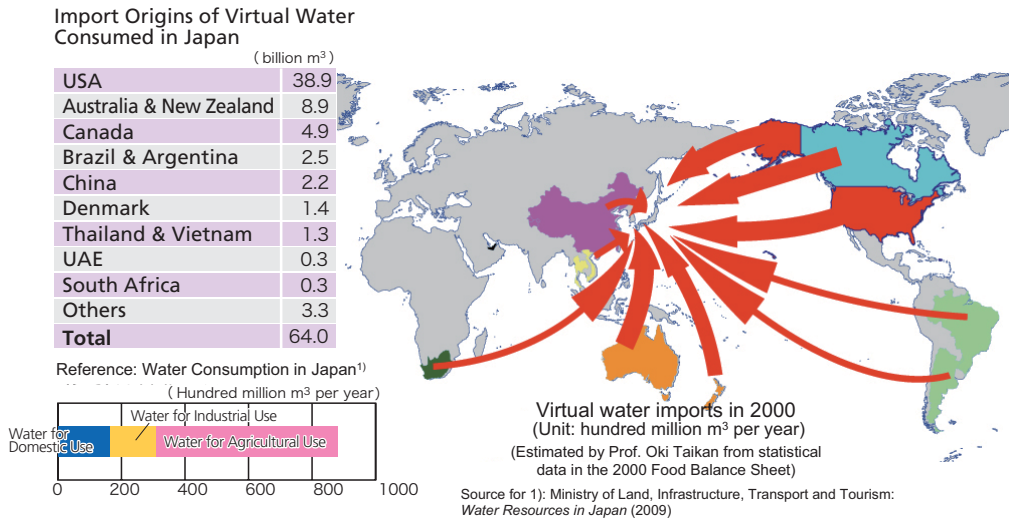 Import Origins of Virtual Water
Consumed in Japan
( billion m³ )
USA 38.9
Australia & New Zealand 8.9
Canada 4.9
Brazil & Argentina 2.5
China 2.2
Denmark 1.4
Thailand & Vietnam 1.3
UAE 0.3
South Africa 0.3
Others 3.3
Total 64.0
Reference: Water Consumption in Japan¹⁾
( Hundred million m³ per year)
Water for Industrial Use
Water for
Domestic Use
Water for Agricultural Use
0 200 400 600 800 1000
Virtual water imports in 2000
(Unit: hundred million m³ per year)
(Estimated by Prof. Oki Taikan from statistical
data in the 2000 Food Balance Sheet)
Source for 1): Ministry of Land, Infrastructure, Transport and Tourism:
Water Resources in Japan (2009)